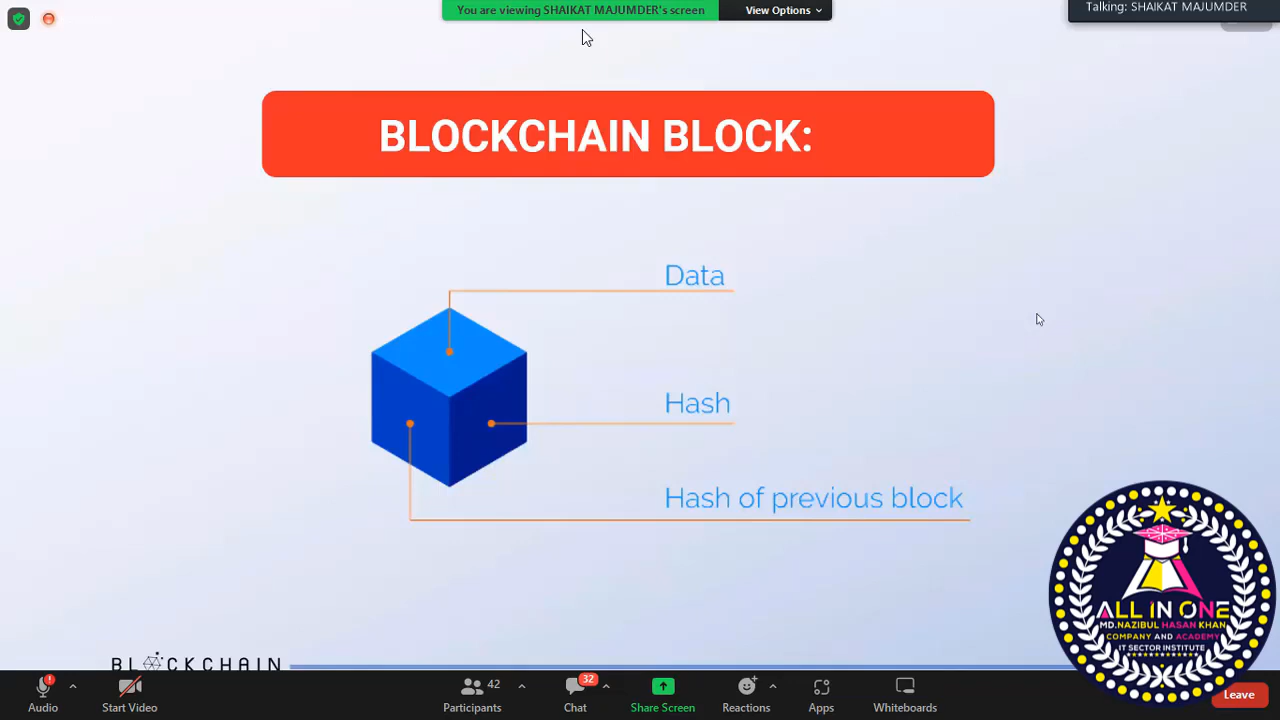 You are viewing SHAIKAT MAJUMDER's screen
View Options
Talking: SHAIKAT MAJUMDER
BLOCKCHAIN BLOCK:
Data
Hash
Hash of previous block
ALL IN ONE
MD.NAZIBUL HASAN KHAN
COMPANY AND ACADEMY
IT SECTOR INSTITUTE
BLOCKCHAIN
Audio
Start Video
Participants
42
Chat
32
Share Screen
Reactions
Apps
Whiteboards
Leave